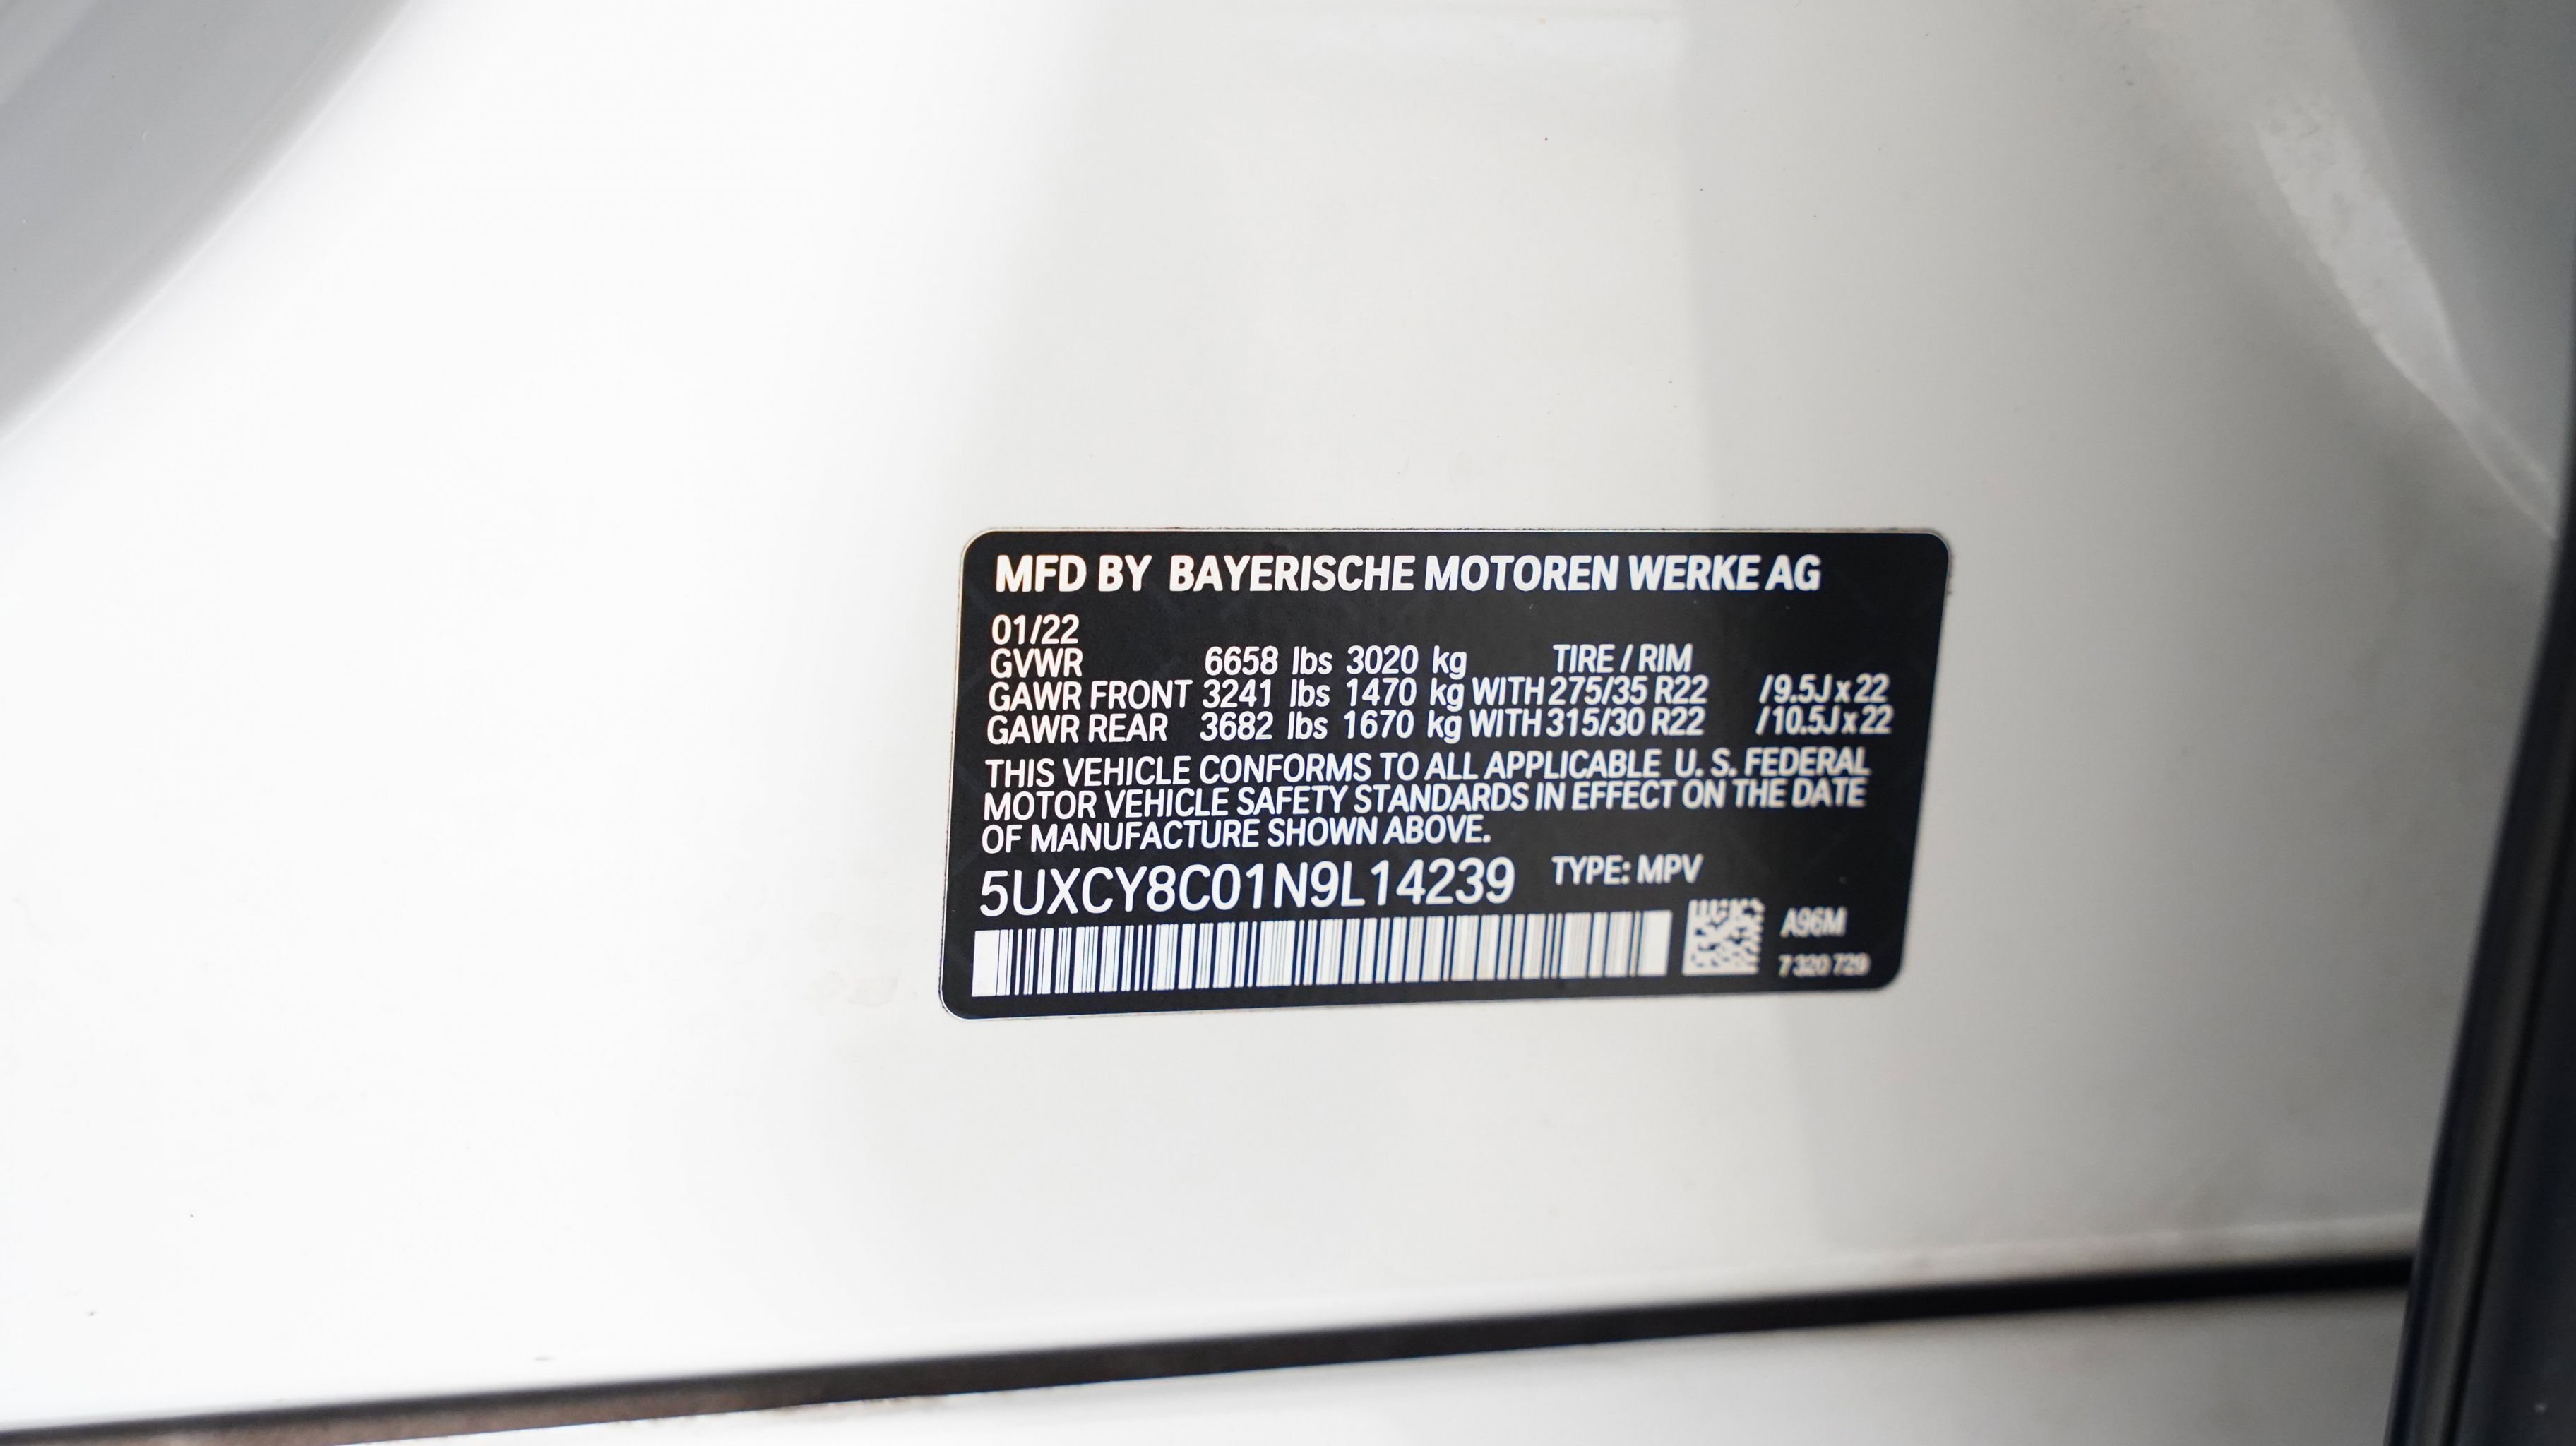 MFD BY BAYERISCHE MOTOREN WERKE AG
01/22
GVWR 6658 lbs 3020 kg TIRE / RIM
GAWR FRONT 3241 lbs 1470 kg WITH 275/35 R22 /9.5J x 22
GAWR REAR 3682 lbs 1670 kg WITH 315/30 R22 /10.5J x 22
THIS VEHICLE CONFORMS TO ALL APPLICABLE U. S. FEDERAL
MOTOR VEHICLE SAFETY STANDARDS IN EFFECT ON THE DATE
OF MANUFACTURE SHOWN ABOVE.
5UXCY8C01N9L14239 TYPE: MPV
A96M
7 320 729